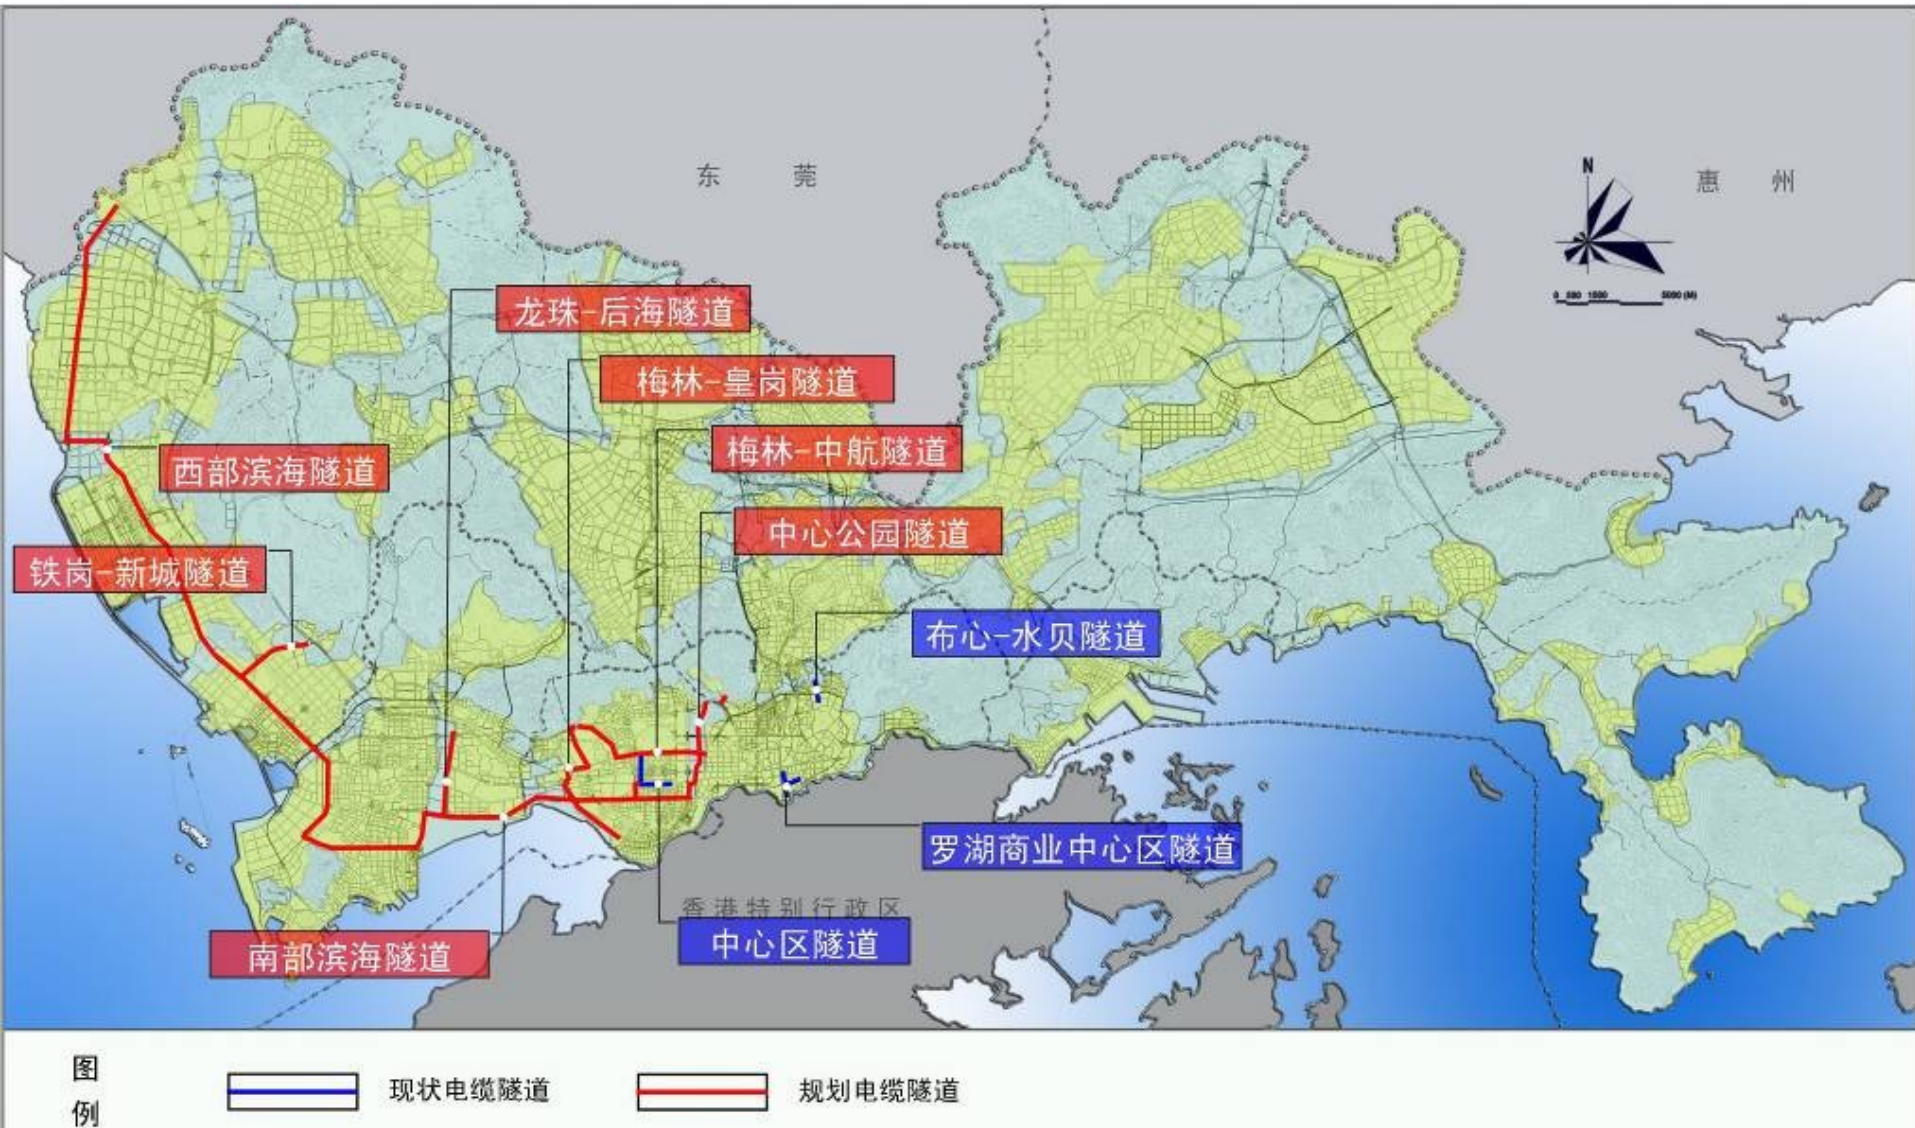 东 莞
N
惠 州
0 500 1500 5000 (M)
龙珠-后海隧道
梅林-皇岗隧道
梅林-中航隧道
西部滨海隧道
中心公园隧道
铁岗-新城隧道
布心-水贝隧道
罗湖商业中心区隧道
香港特别行政区
中心区隧道
南部滨海隧道
图例
现状电缆隧道
规划电缆隧道